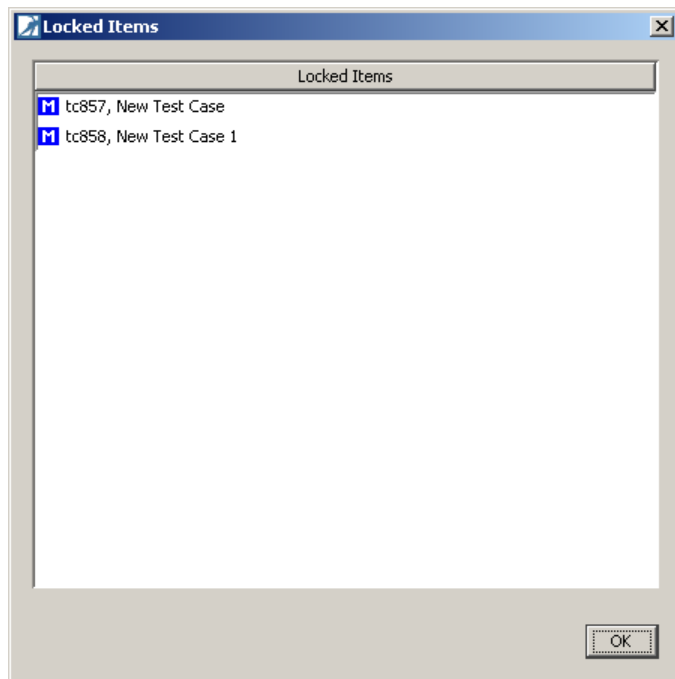 Locked Items
Locked Items
M tc857, New Test Case
M tc858, New Test Case 1
OK